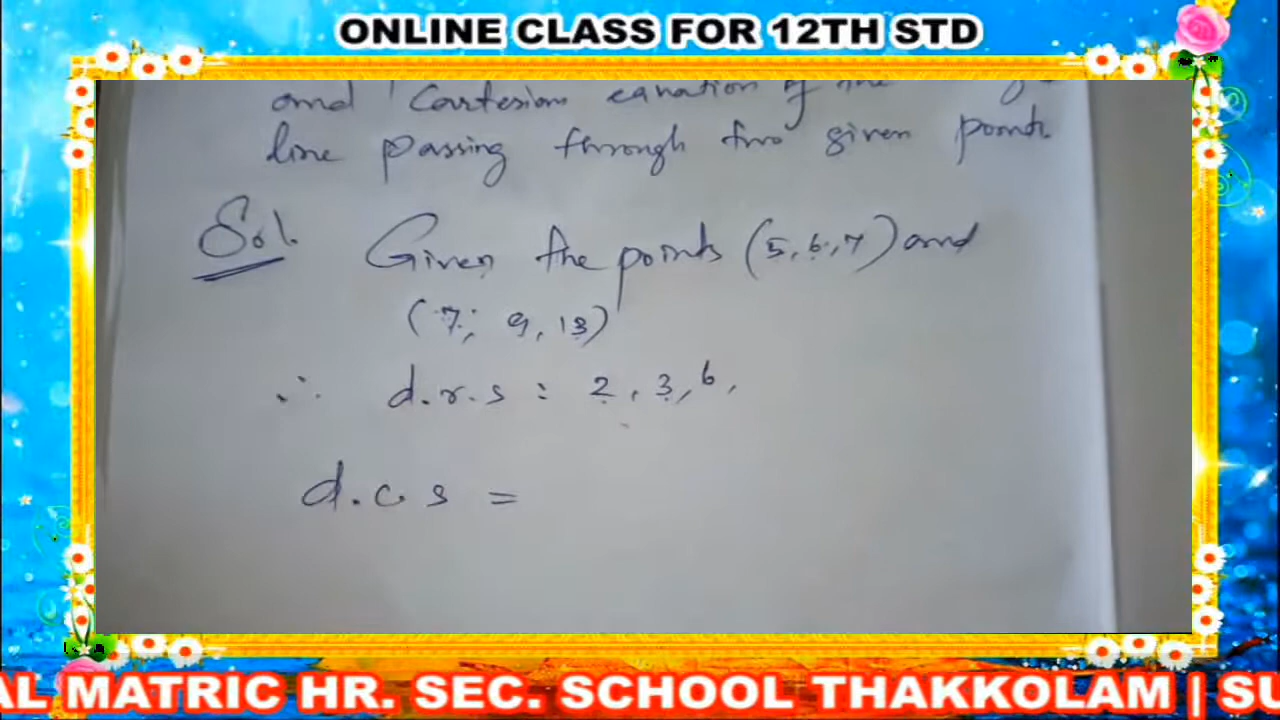 ONLINE CLASS FOR 12TH STD
and Cartesian equation of
line passing through two given points.
Sol. Given the points (5, 6, 7) and
(7, 9, 13)
∴ d.r.s : 2, 3, 6,
d.c s =
AL MATRIC HR. SEC. SCHOOL THAKKOLAM | SU